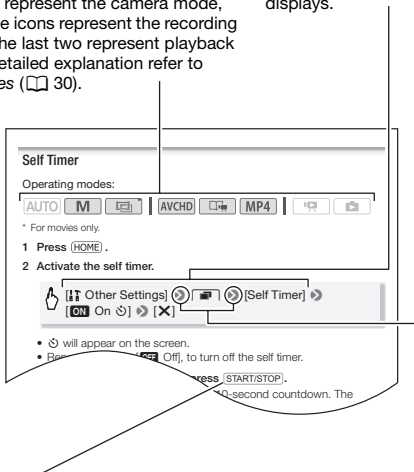 represent the camera mode,
e icons represent the recording
he last two represent playback
etailed explanation refer to
es (30).
displays.
Self Timer
Operating modes:
AUTO M AVCHD MP4
* For movies only.
1 Press HOME.
2 Activate the self timer.
[Other Settings] [Self Timer]
[ON On] [X]
• will appear on the screen.
• OFF Off], to turn off the self timer.
press START/STOP.
10-second countdown. The